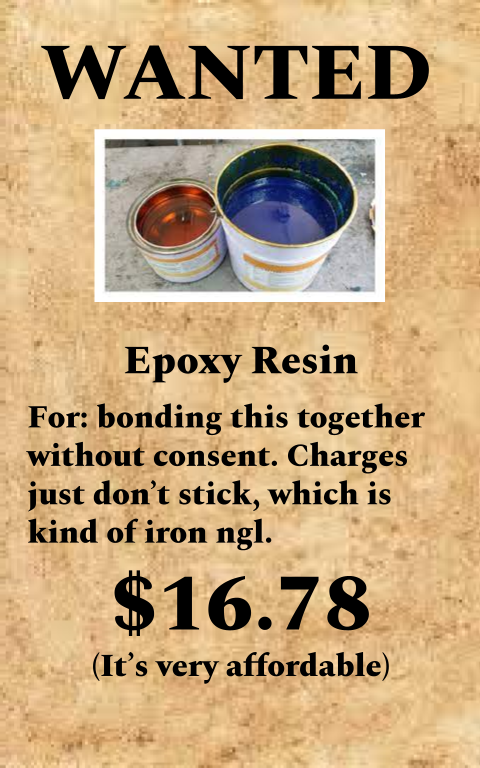 WANTED
Epoxy Resin
For: bonding this together
without consent. Charges
just don’t stick, which is
kind of iron ngl.
$16.78
(It’s very affordable)